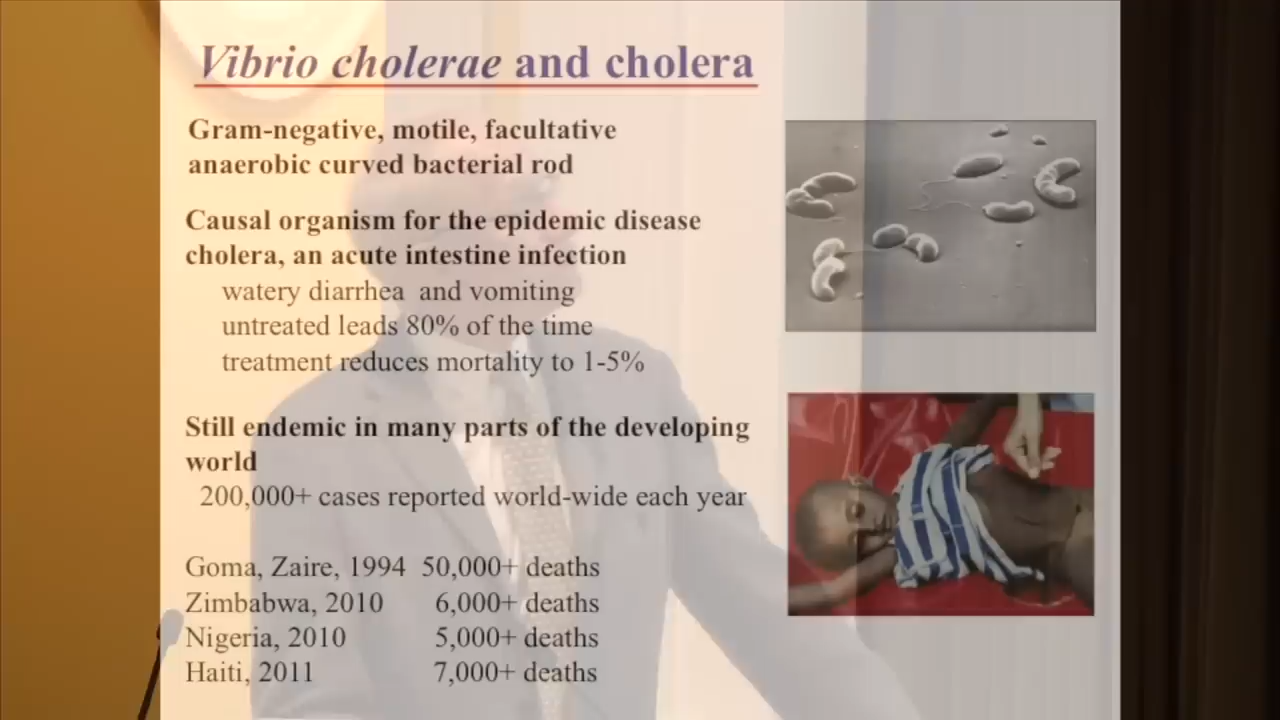 Vibrio cholerae and cholera
Gram-negative, motile, facultative
anaerobic curved bacterial rod
Causal organism for the epidemic disease
cholera, an acute intestine infection
watery diarrhea and vomiting
untreated leads 80% of the time
treatment reduces mortality to 1-5%
Still endemic in many parts of the developing
world
200,000+ cases reported world-wide each year
Goma, Zaire, 1994 50,000+ deaths
Zimbabwa, 2010 6,000+ deaths
Nigeria, 2010 5,000+ deaths
Haiti, 2011 7,000+ deaths